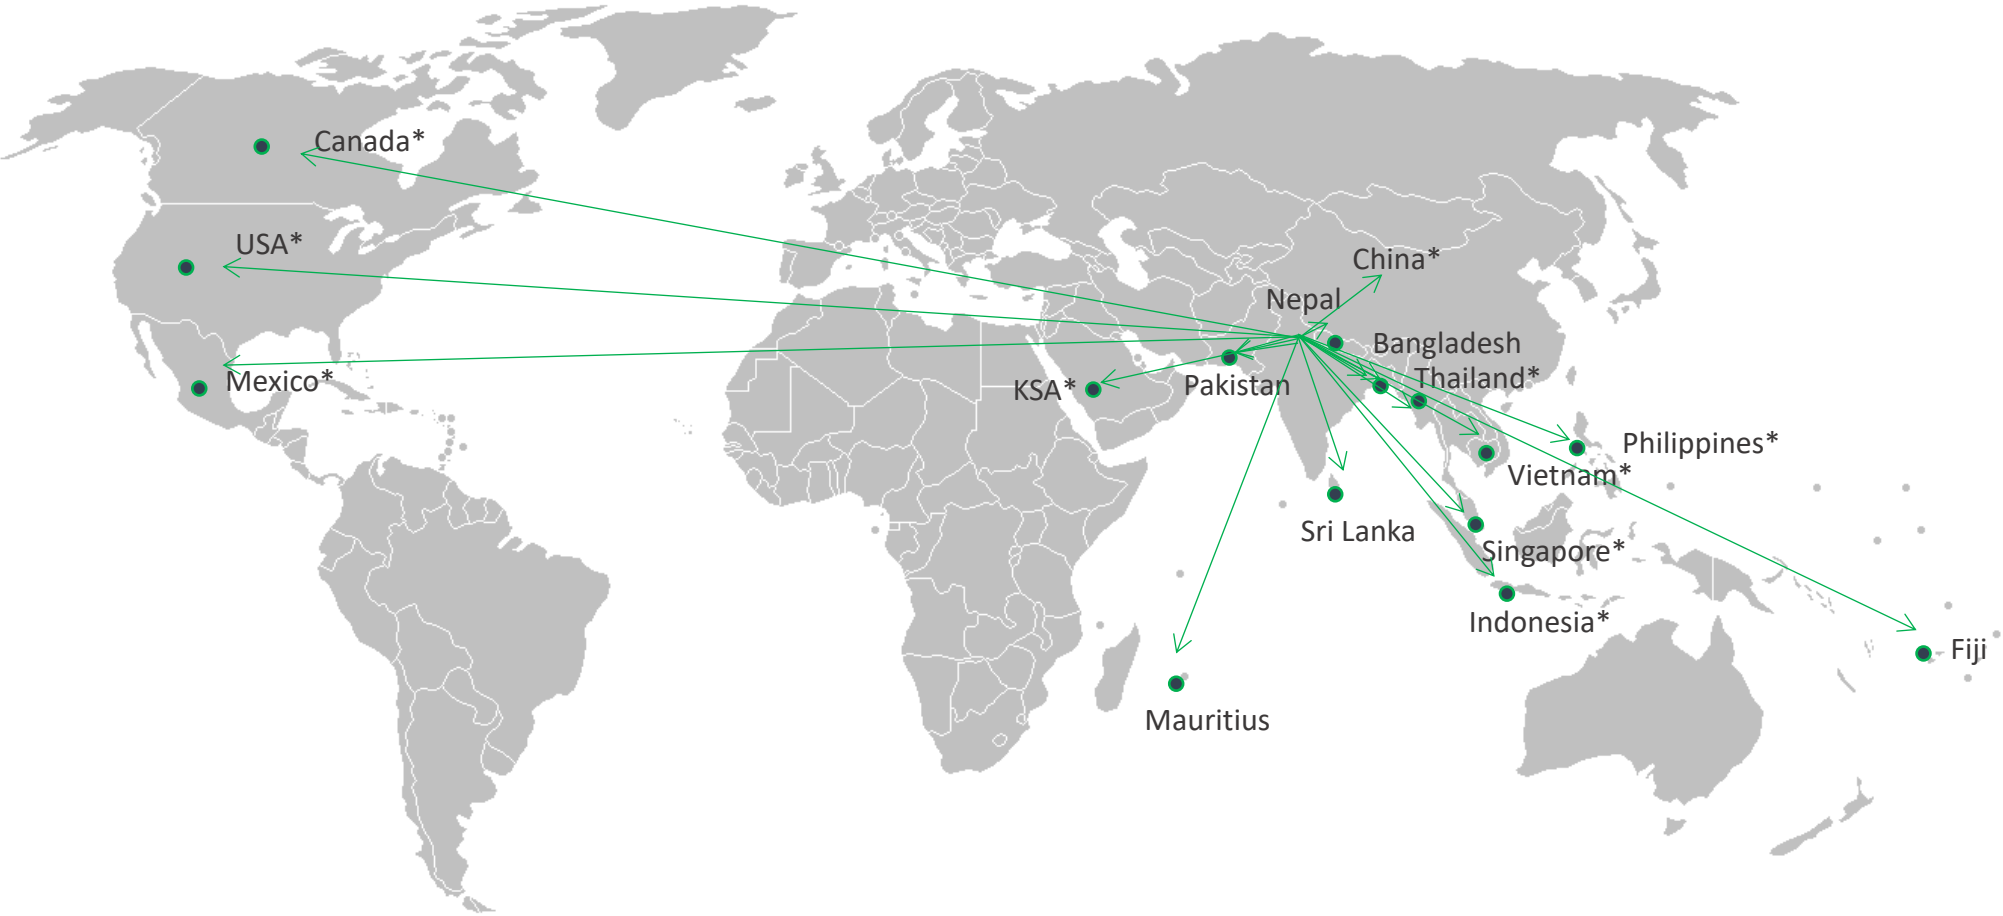 Canada*
USA*
China*
Nepal
Bangladesh
Mexico*
KSA*
Pakistan
Thailand*
Philippines*
Vietnam*
Sri Lanka
Singapore*
Indonesia*
Fiji
Mauritius